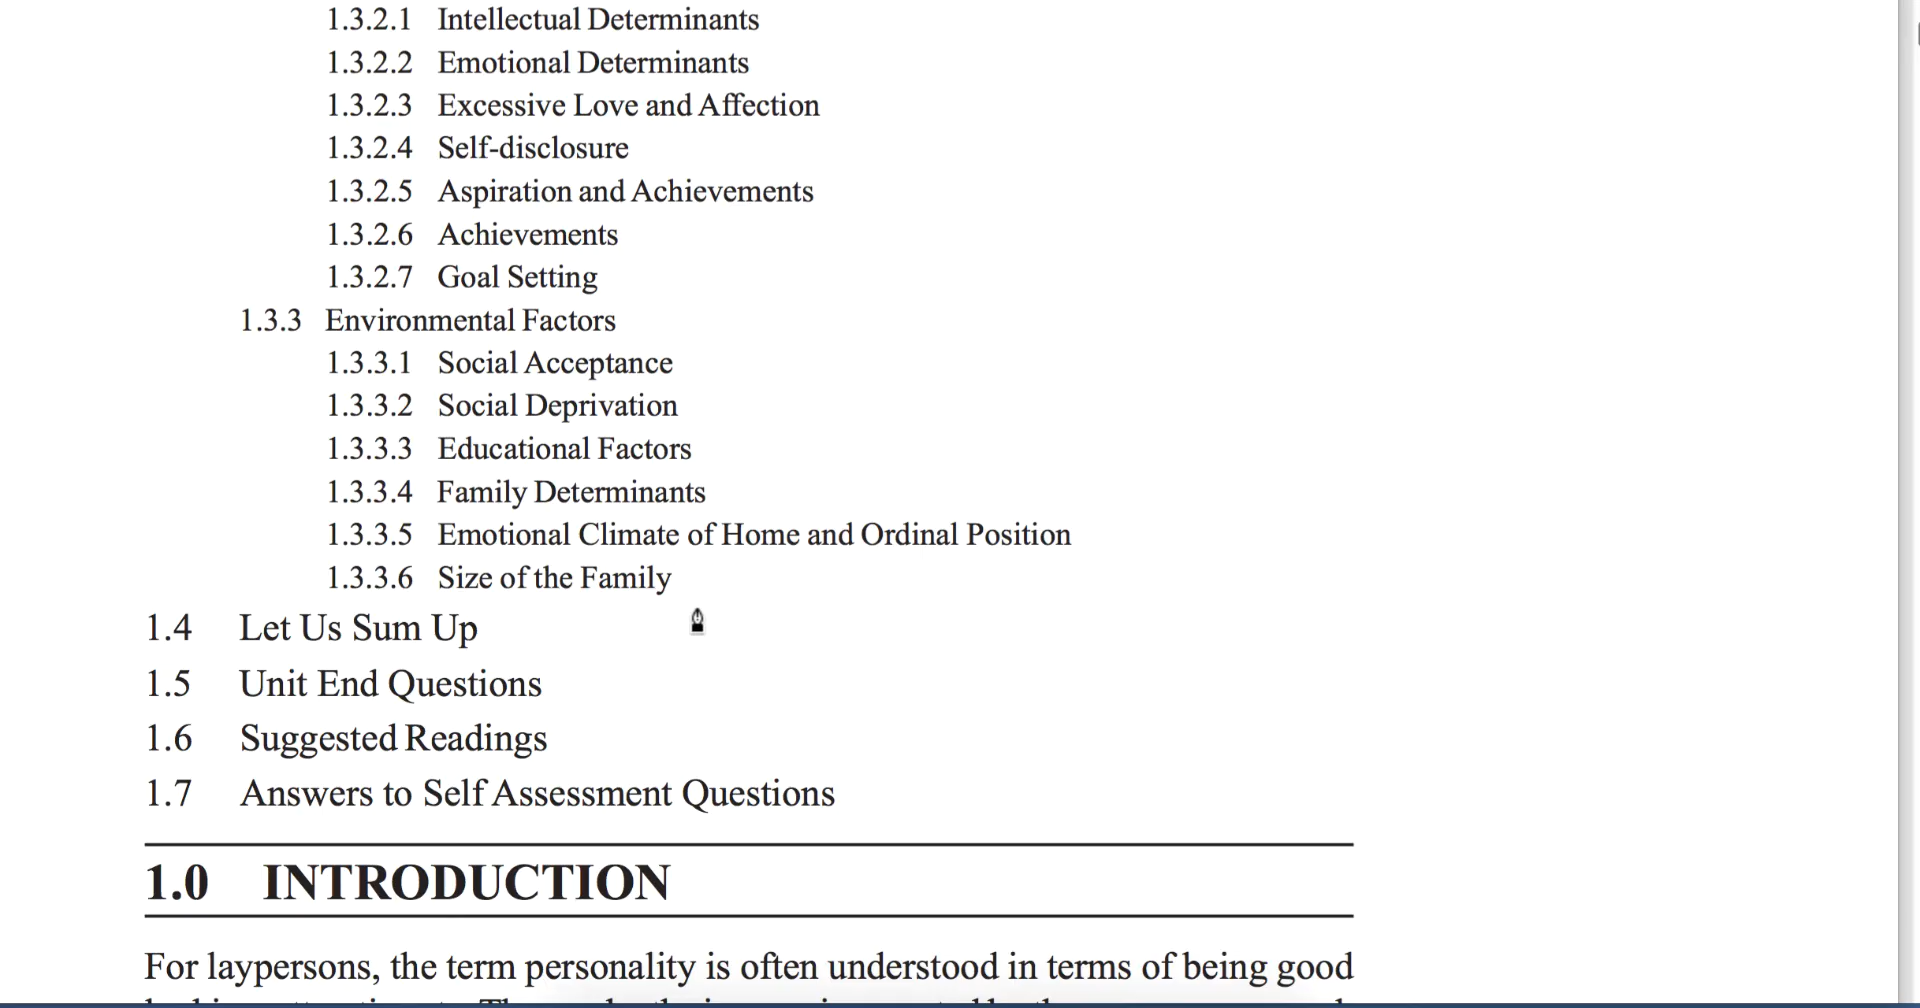 1.3.2.1 Intellectual Determinants
1.3.2.2 Emotional Determinants
1.3.2.3 Excessive Love and Affection
1.3.2.4 Self-disclosure
1.3.2.5 Aspiration and Achievements
1.3.2.6 Achievements
1.3.2.7 Goal Setting
1.3.3 Environmental Factors
1.3.3.1 Social Acceptance
1.3.3.2 Social Deprivation
1.3.3.3 Educational Factors
1.3.3.4 Family Determinants
1.3.3.5 Emotional Climate of Home and Ordinal Position
1.3.3.6 Size of the Family
1.4 Let Us Sum Up
1.5 Unit End Questions
1.6 Suggested Readings
1.7 Answers to Self Assessment Questions
1.0 INTRODUCTION
For laypersons, the term personality is often understood in terms of being good